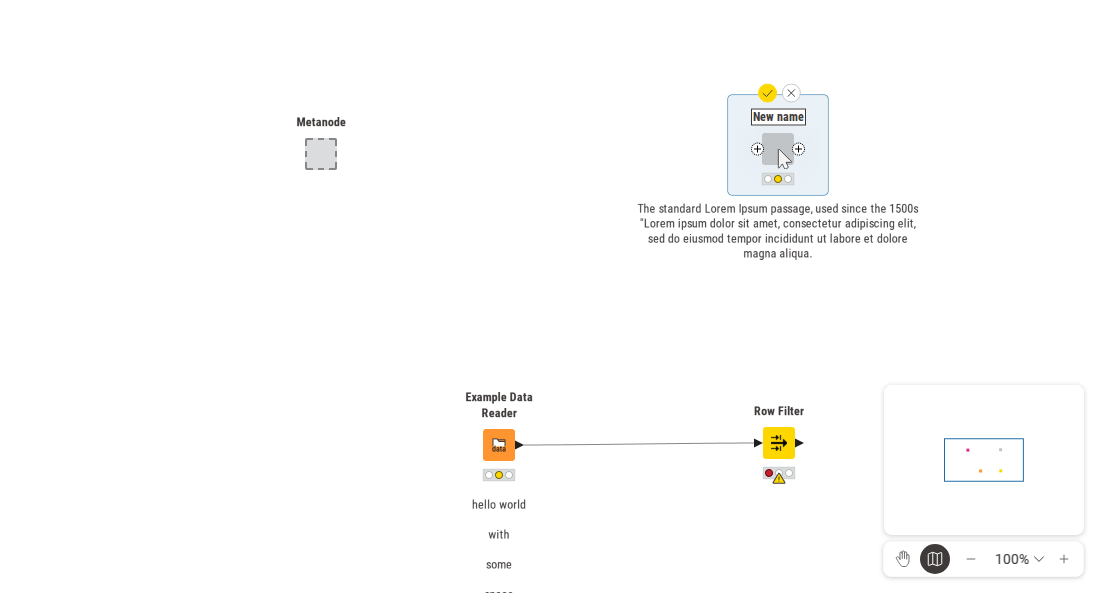 Metanode
New name
The standard Lorem Ipsum passage, used since the 1500s
"Lorem ipsum dolor sit amet, consectetur adipiscing elit,
sed do eiusmod tempor incididunt ut labore et dolore
magna aliqua.
Example Data
Reader
data
Row Filter
hello world
with
some
100%